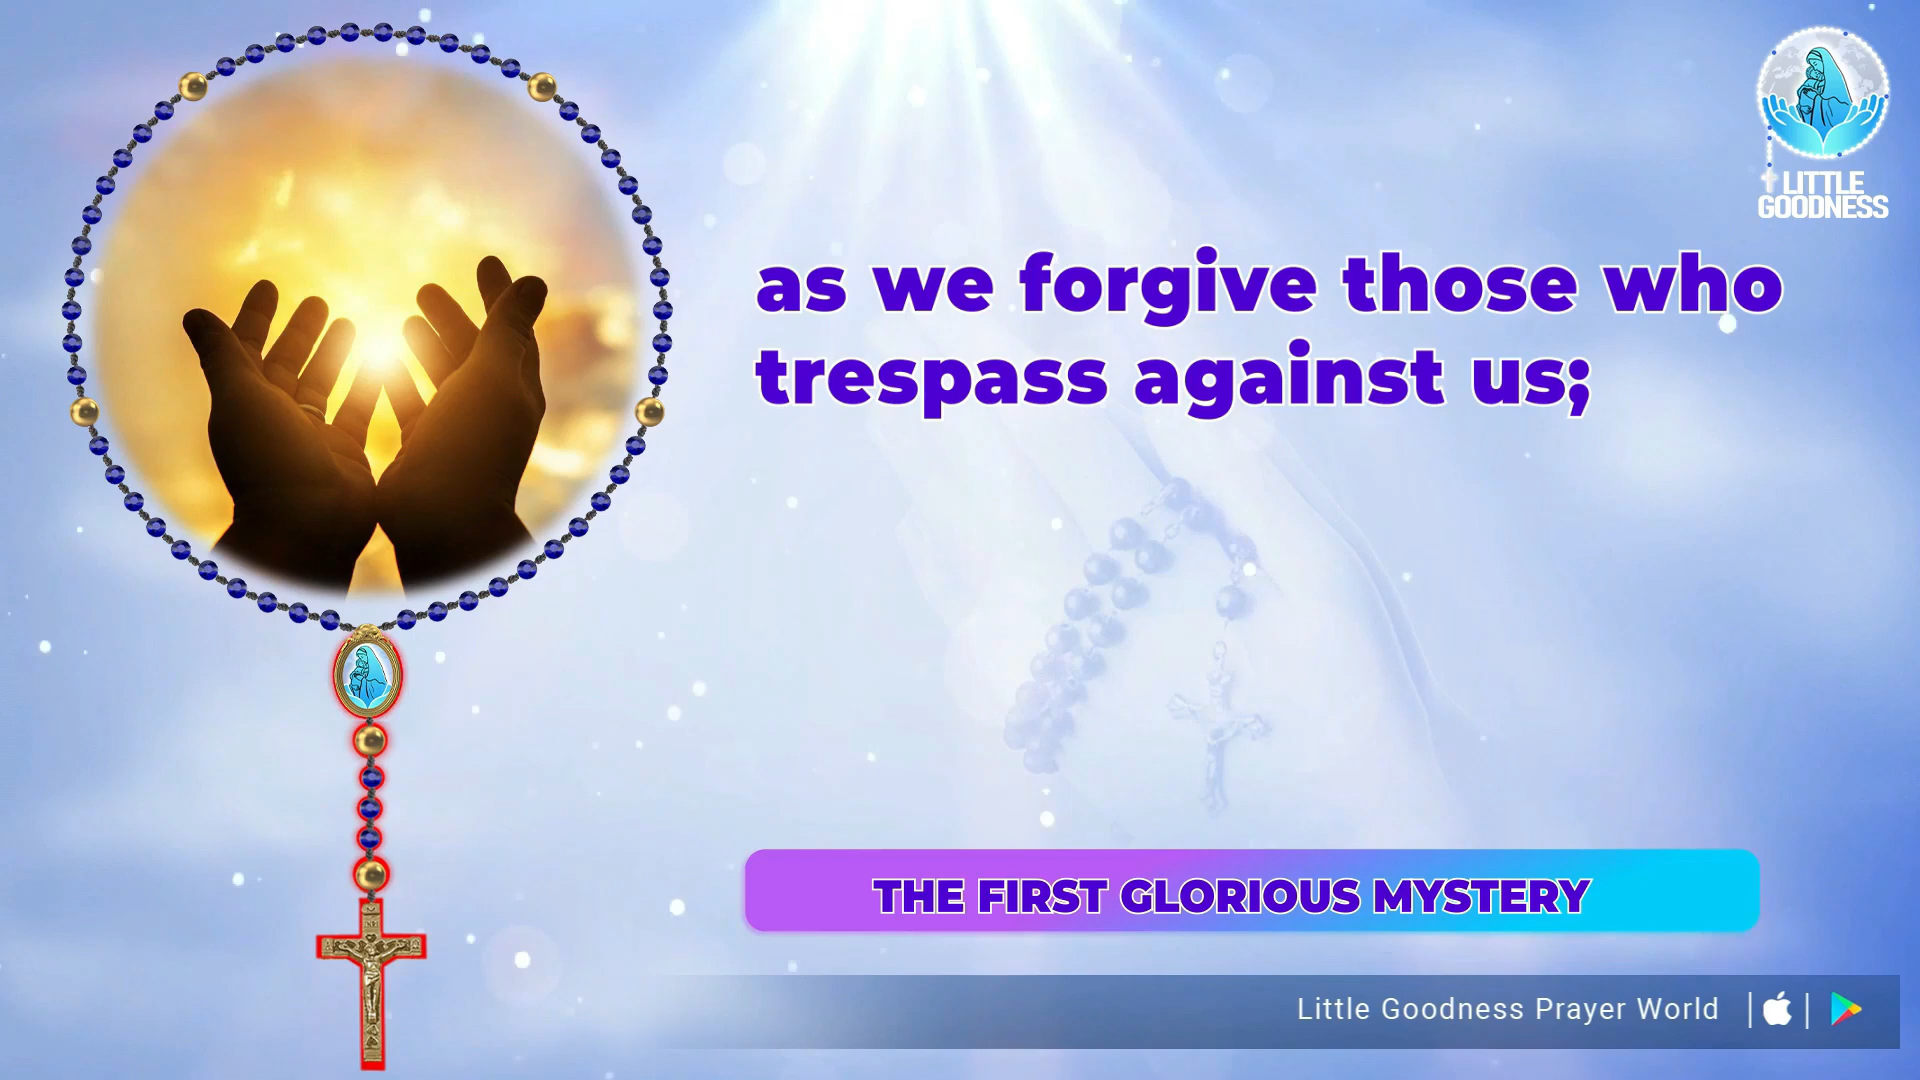 LITTLE
GOODNESS
as we forgive those who
trespass against us;
THE FIRST GLORIOUS MYSTERY
Little Goodness Prayer World